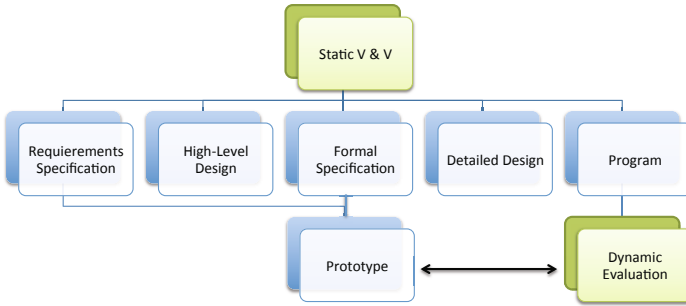 Static V & V
Requierements
Specification
High-Level
Design
Formal
Specification
Detailed Design
Program
Prototype
Dynamic
Evaluation